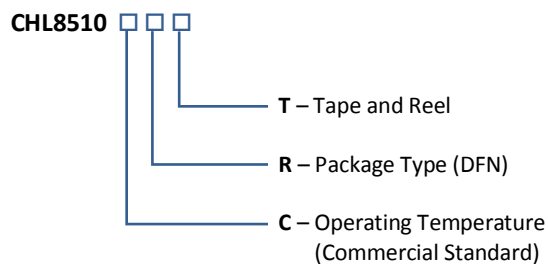 CHL8510 □ □ □
T – Tape and Reel
R – Package Type (DFN)
C – Operating Temperature
(Commercial Standard)